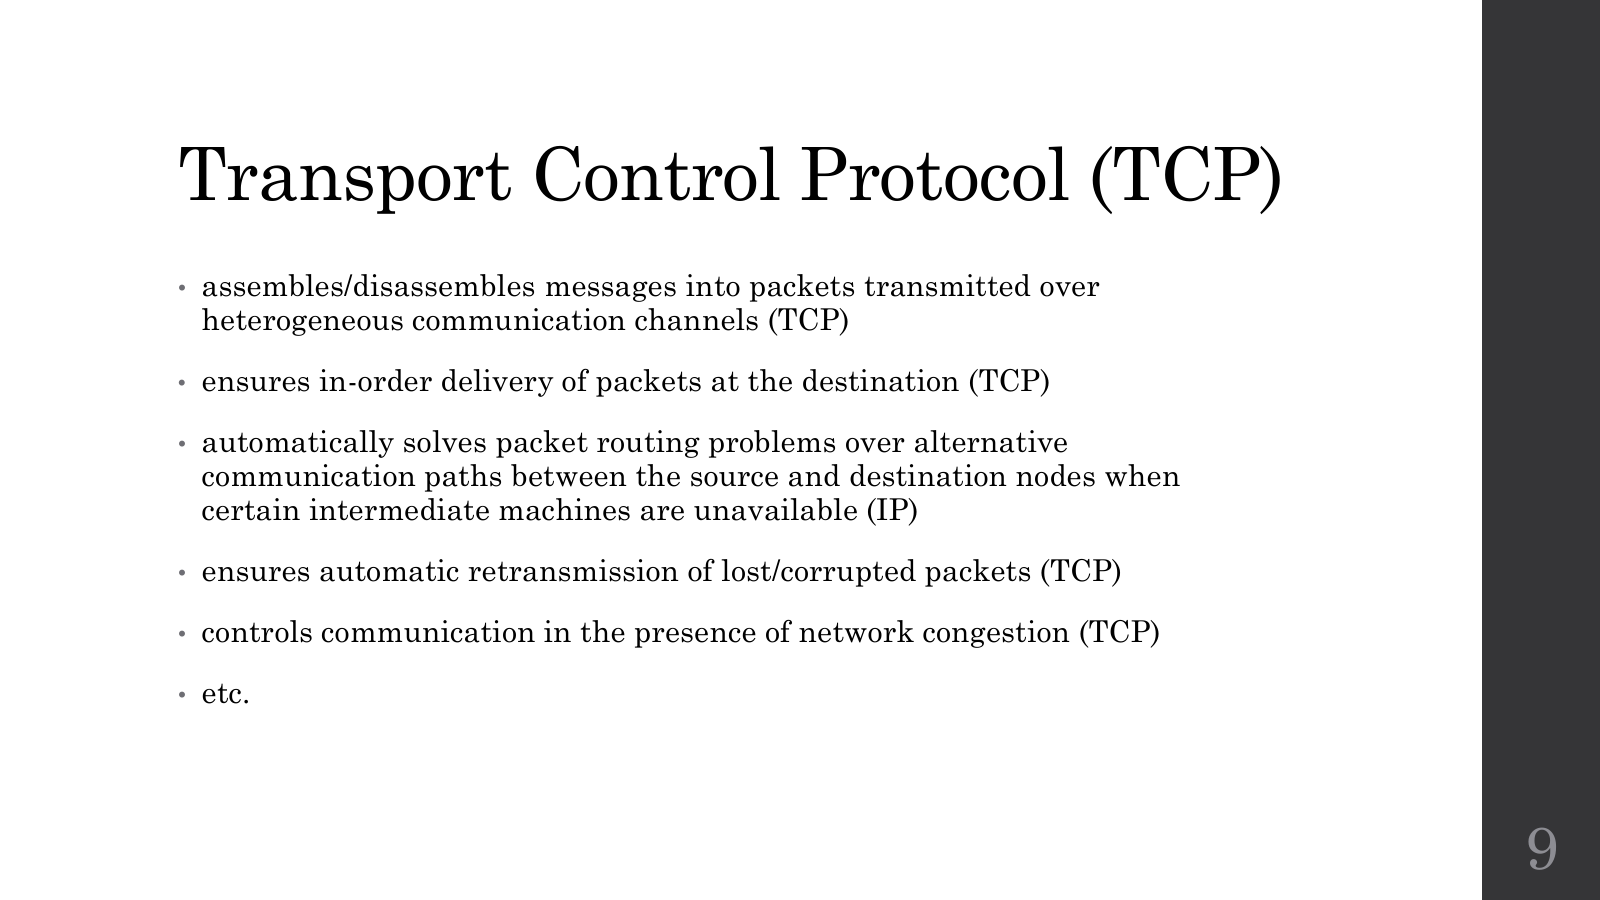 Transport Control Protocol (TCP)
• assembles/disassembles messages into packets transmitted over
heterogeneous communication channels (TCP)
• ensures in-order delivery of packets at the destination (TCP)
• automatically solves packet routing problems over alternative
communication paths between the source and destination nodes when
certain intermediate machines are unavailable (IP)
• ensures automatic retransmission of lost/corrupted packets (TCP)
• controls communication in the presence of network congestion (TCP)
• etc.
9